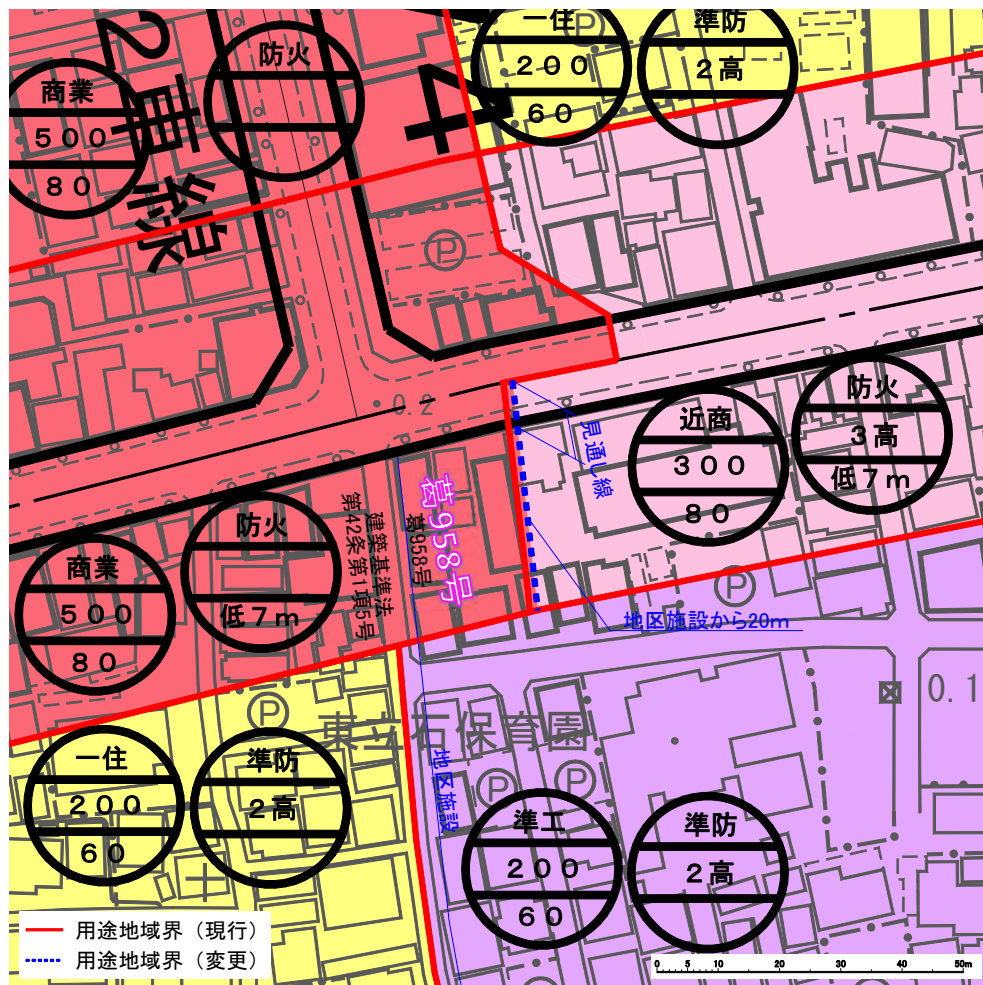 2車線
4
商業
５００
８０
防火
一住
２００
６０
準防
２高
P
P
0.2
見通し線
近商
３００
８０
防火
３高
低７ｍ
商業
５００
８０
防火
低７ｍ
建築基準法
第42条第1項5号
葛958号
葛958号
P
地区施設から20m
0.1
P
東立石保育園
地区施設
一住
２００
６０
準防
２高
P
P
準工
２００
６０
準防
２高
用途地域界（現行）
用途地域界（変更）
0 5 10 20 30 40 50m